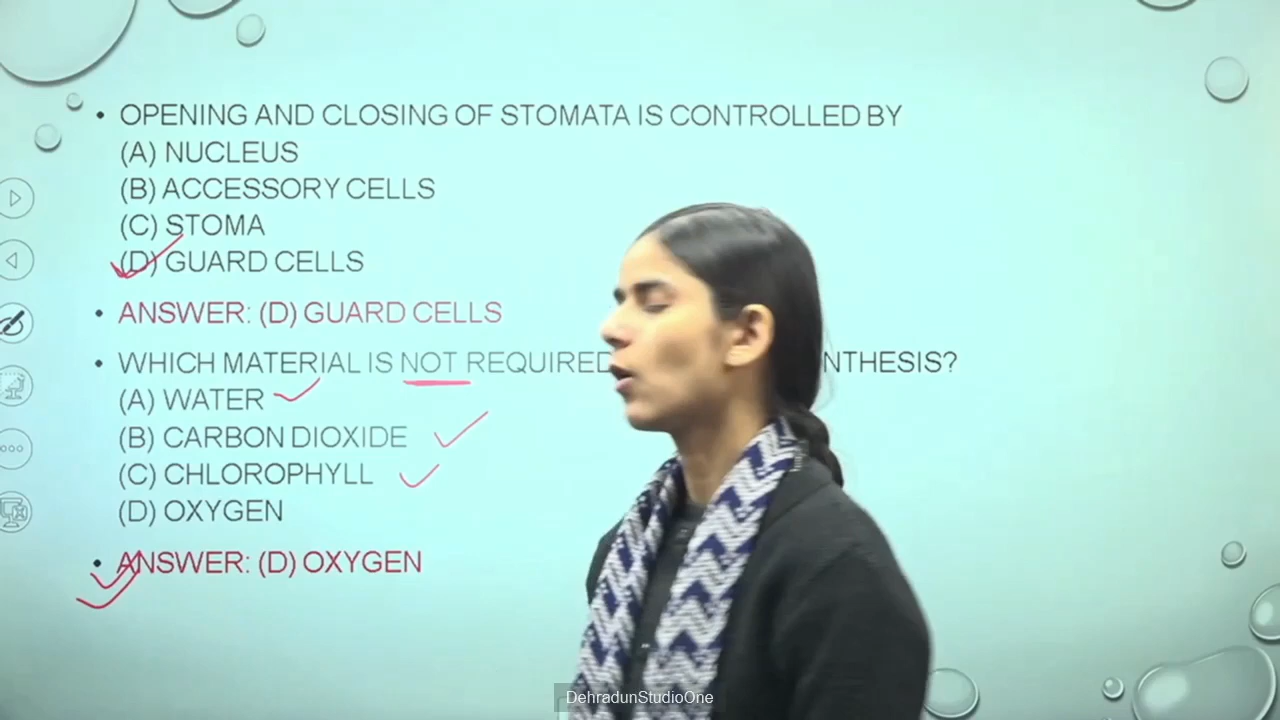 OPENING AND CLOSING OF STOMATA IS CONTROLLED BY
(A) NUCLEUS
(B) ACCESSORY CELLS
(C) STOMA
(D) GUARD CELLS
ANSWER: (D) GUARD CELLS
WHICH MATERIAL IS NOT REQUIRED NTHESIS?
(A) WATER
(B) CARBON DIOXIDE
(C) CHLOROPHYLL
(D) OXYGEN
ANSWER: (D) OXYGEN
DehradunStudioOne